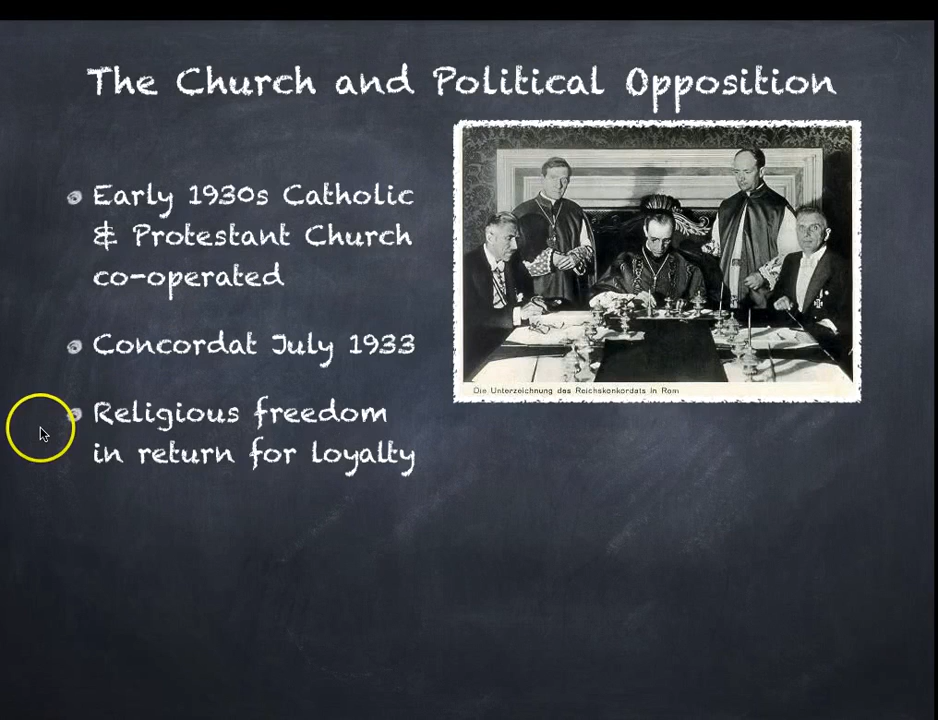 The Church and Political Opposition
Early 1930s Catholic
& Protestant Church
co-operated
Concordat July 1933
Religious freedom
in return for loyalty
Die Unterzeichnung des Reichskonkordats in Rom